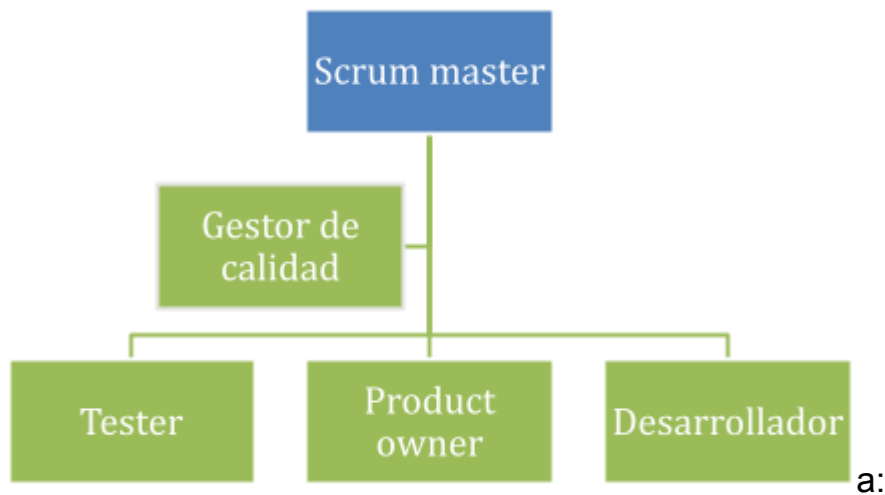 Scrum master
Gestor de
calidad
Tester
Product
owner
Desarrollador
a: